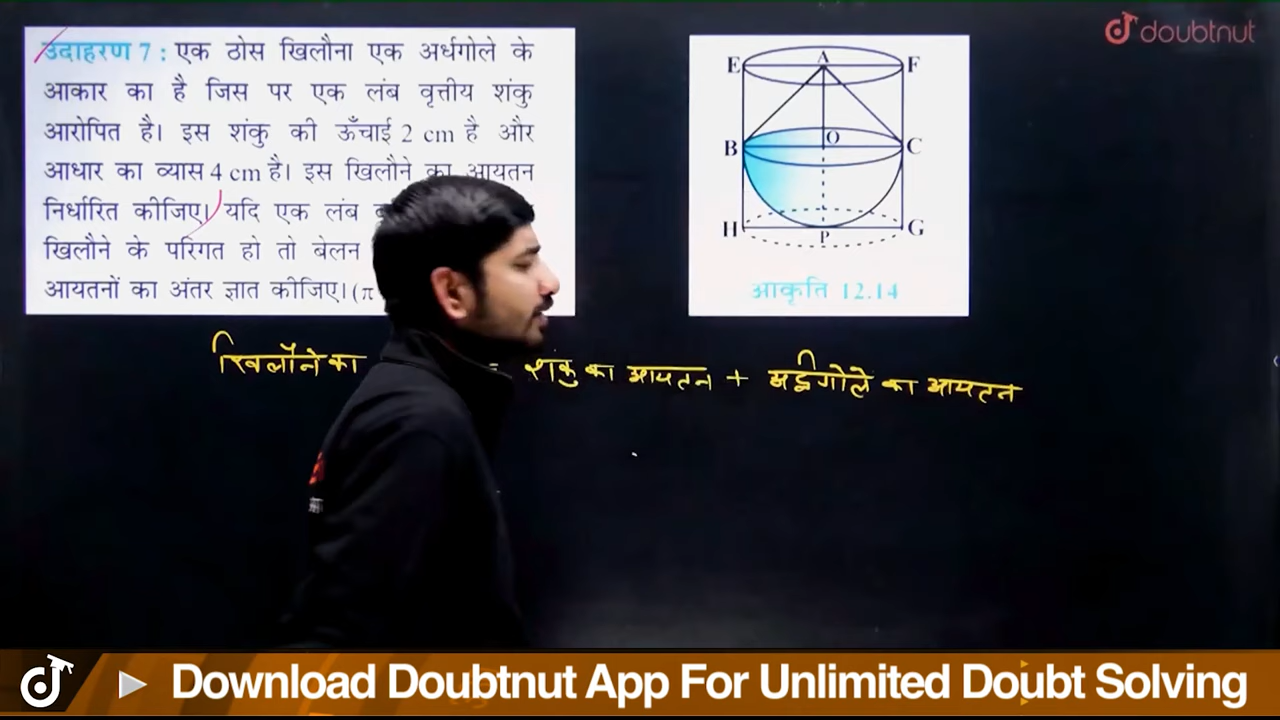 उदाहरण 7 : एक ठोस खिलौना एक अर्धगोले के
आकार का है जिस पर एक लंब वृत्तीय शंकु
आरोपित है। इस शंकु की ऊँचाई 2 cm है और
आधार का व्यास 4 cm है। इस खिलौने का आयतन
निर्धारित कीजिए। यदि एक लंब
खिलौने के परिगत हो तो बेलन
आयतनों का अंतर ज्ञात कीजिए। (π
E A F
B O C
H P G
आकृति 12.14
doubtnut
खिलौने का = शंकु का आयतन + अर्द्धगोले का आयतन
Download Doubtnut App For Unlimited Doubt Solving